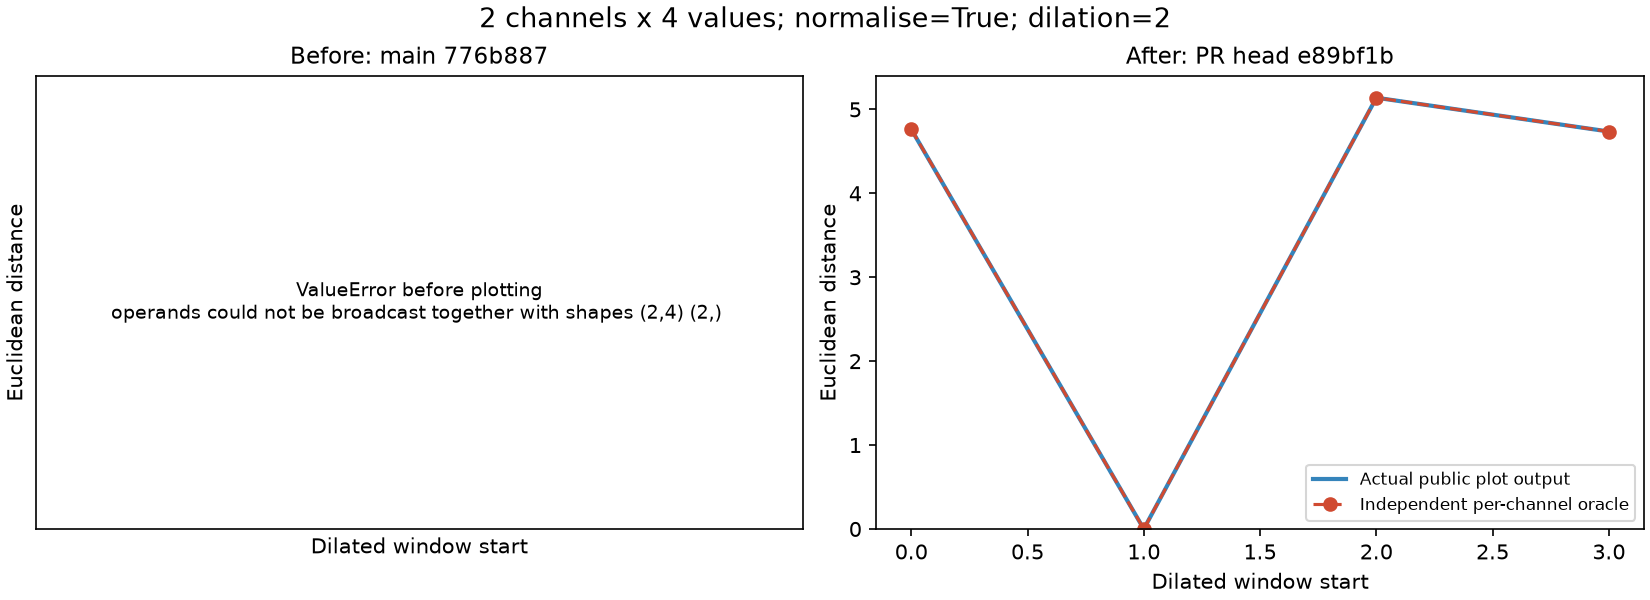 2 channels x 4 values; normalise=True; dilation=2
Before: main 776b887
Euclidean distance
ValueError before plotting
operands could not be broadcast together with shapes (2,4) (2,)
Dilated window start
After: PR head e89bf1b
Euclidean distance
5
4
3
2
1
0
Actual public plot output
Independent per-channel oracle
0.0 0.5 1.0 1.5 2.0 2.5 3.0
Dilated window start